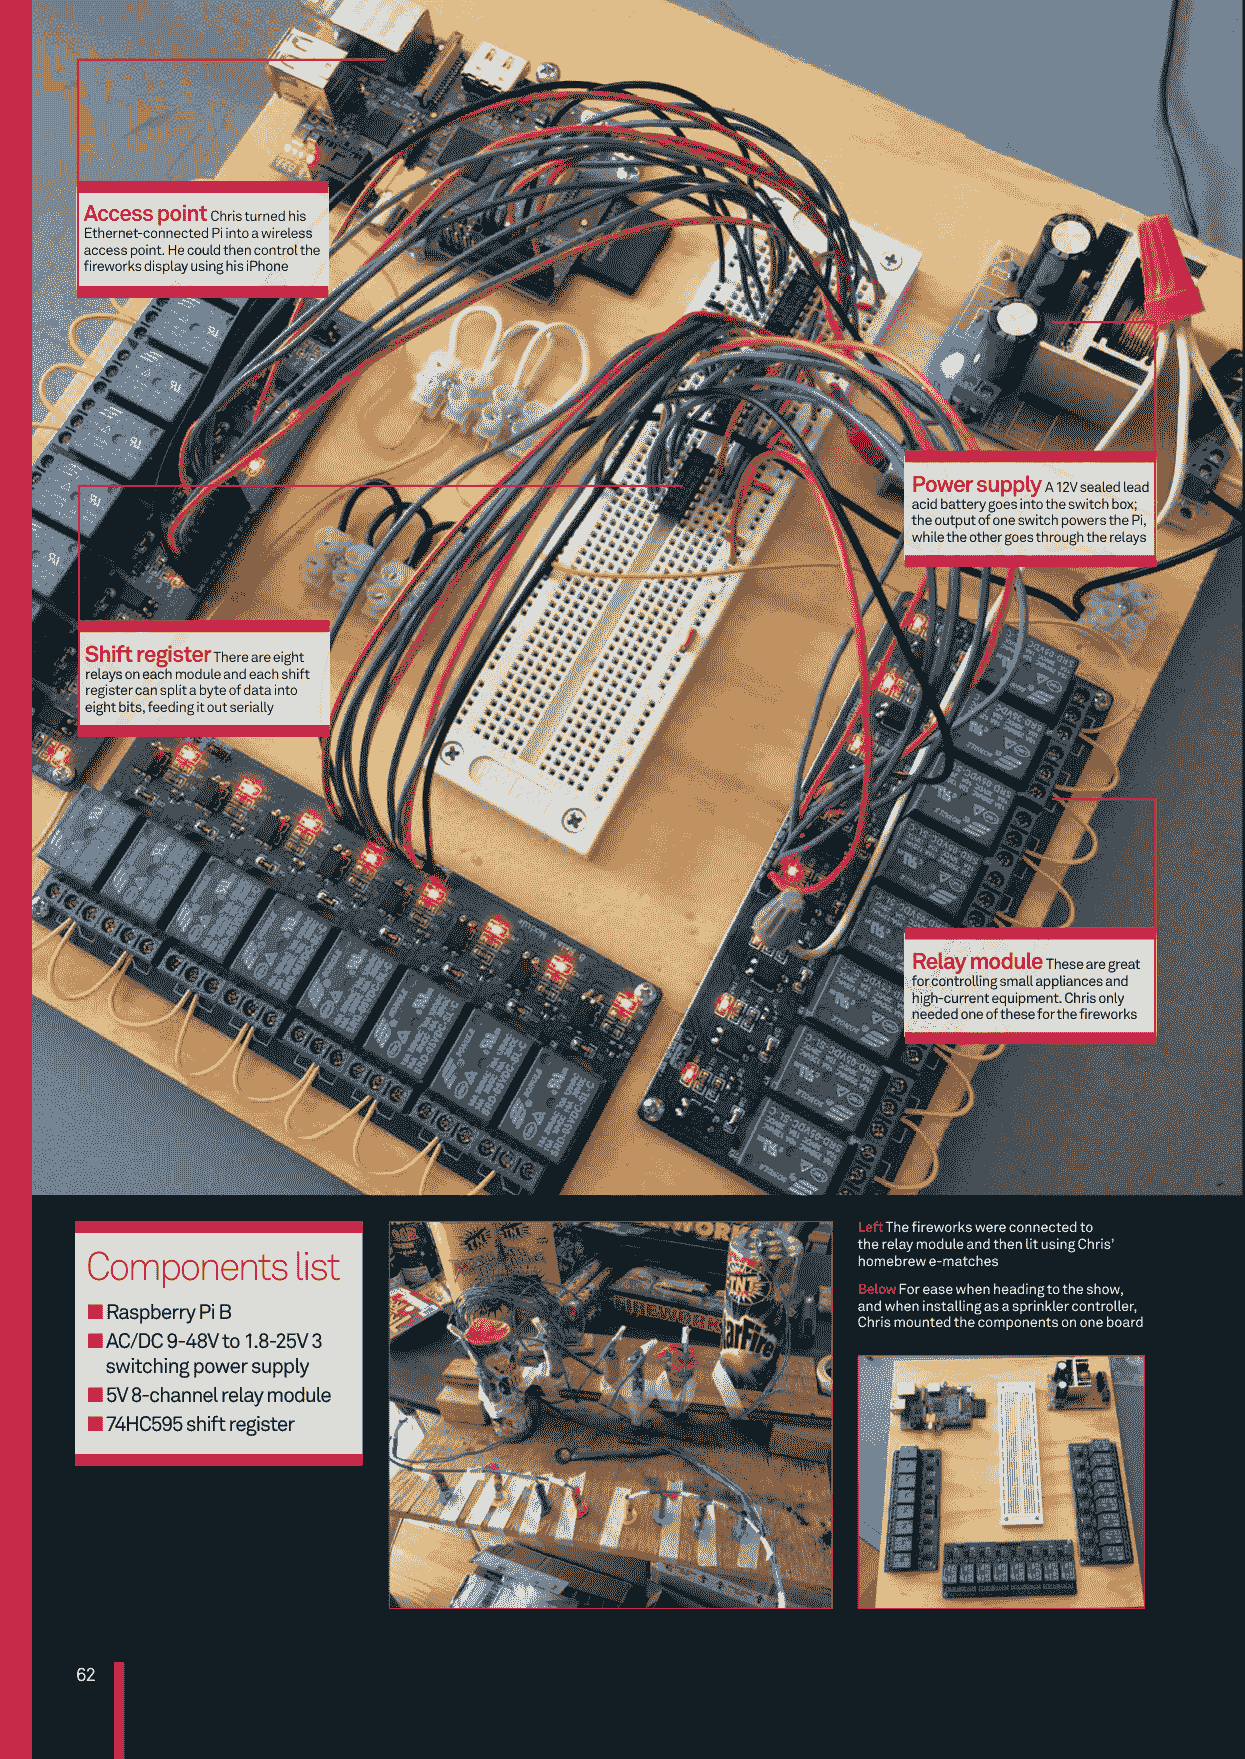 Access point Chris turned his
Ethernet-connected Pi into a wireless
access point. He could then control the
fireworks display using his iPhone
Power supply A 12V sealed lead
acid battery goes into the switch box;
the output of one switch powers the Pi,
while the other goes through the relays
Shift register There are eight
relays on each module and each shift
register can split a byte of data into
eight bits, feeding it out serially
Relay module These are great
for controlling small appliances and
high-current equipment. Chris only
needed one of these for the fireworks
Components list
Raspberry Pi B
AC/DC 9-48V to 1.8-25V 3
switching power supply
5V 8-channel relay module
74HC595 shift register
TNT
Left The fireworks were connected to
the relay module and then lit using Chris’
homebrew e-matches
Below For ease when heading to the show,
and when installing as a sprinkler controller,
Chris mounted the components on one board
62